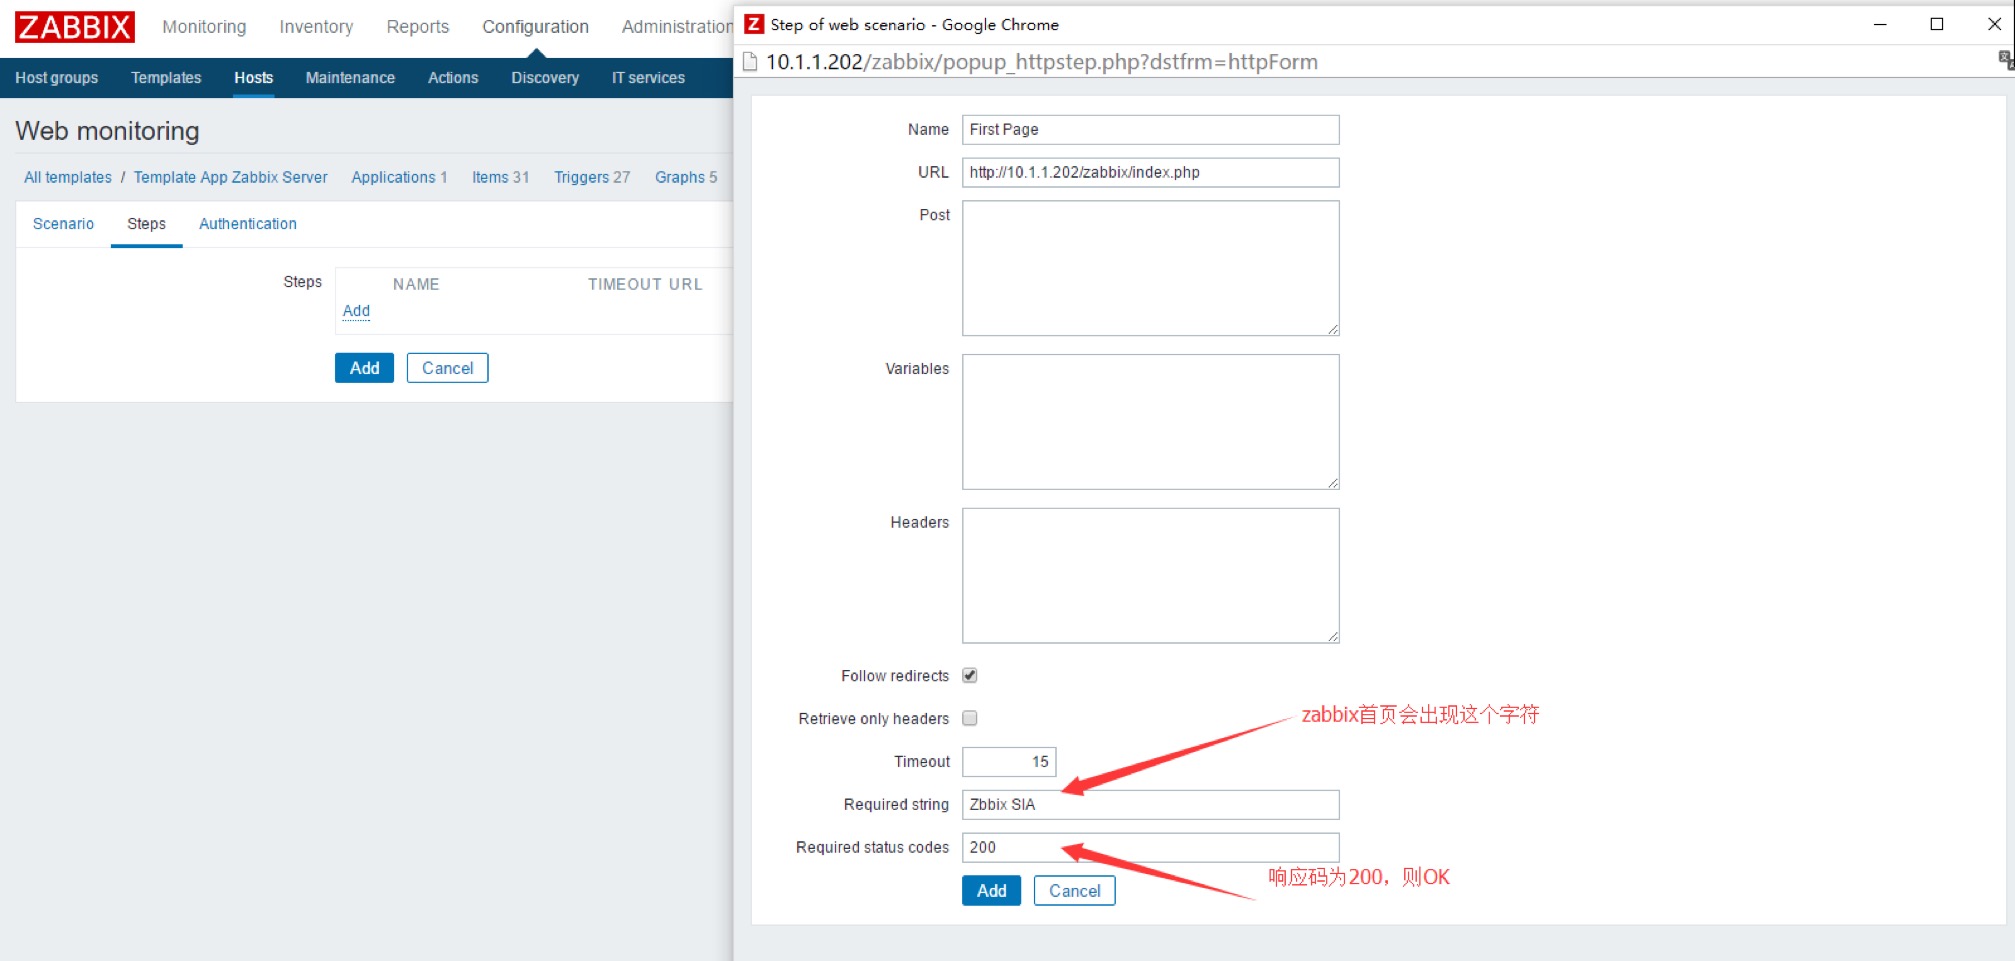 ZABBIX Monitoring Inventory Reports Configuration Administration
Host groups Templates Hosts Maintenance Actions Discovery IT services
Web monitoring
All templates / Template App Zabbix Server Applications 1 Items 31 Triggers 27 Graphs 5
Scenario Steps Authentication
Steps NAME TIMEOUT URL
Add
Add Cancel
Z Step of web scenario - Google Chrome
10.1.1.202/zabbix/popup_httpstep.php?dstfrm=httpForm
Name First Page
URL http://10.1.1.202/zabbix/index.php
Post
Variables
Headers
Follow redirects
Retrieve only headers
zabbix首页会出现这个字符
Timeout 15
Required string Zbbix SIA
Required status codes 200
响应码为200，则OK
Add Cancel